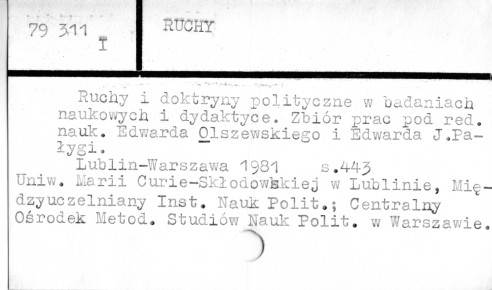 79 311
I
RUCHY
Ruchy i doktryny polityczne w badaniach
naukowych i dydaktyce. Zbiór prac pod red.
nauk. Edwarda Olszewskiego i Edwarda J.Pa-
łygi.
Lublin-Warszawa 1981 s.443
Uniw. Marii Curie-Skłodowskiej w Lublinie, Mię-
dzyuczelniany Inst. Nauk Polit.; Centralny
Ośrodek Metod. Studiów Nauk Polit. w Warszawie.